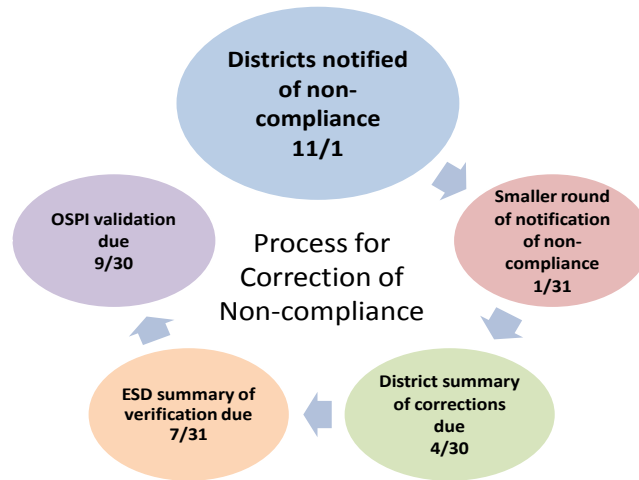 Districts notified
of non-
compliance
11/1
Smaller round
of notification
of non-
compliance
1/31
District summary
of corrections
due
4/30
ESD summary of
verification due
7/31
OSPI validation
due
9/30
Process for
Correction of
Non-compliance